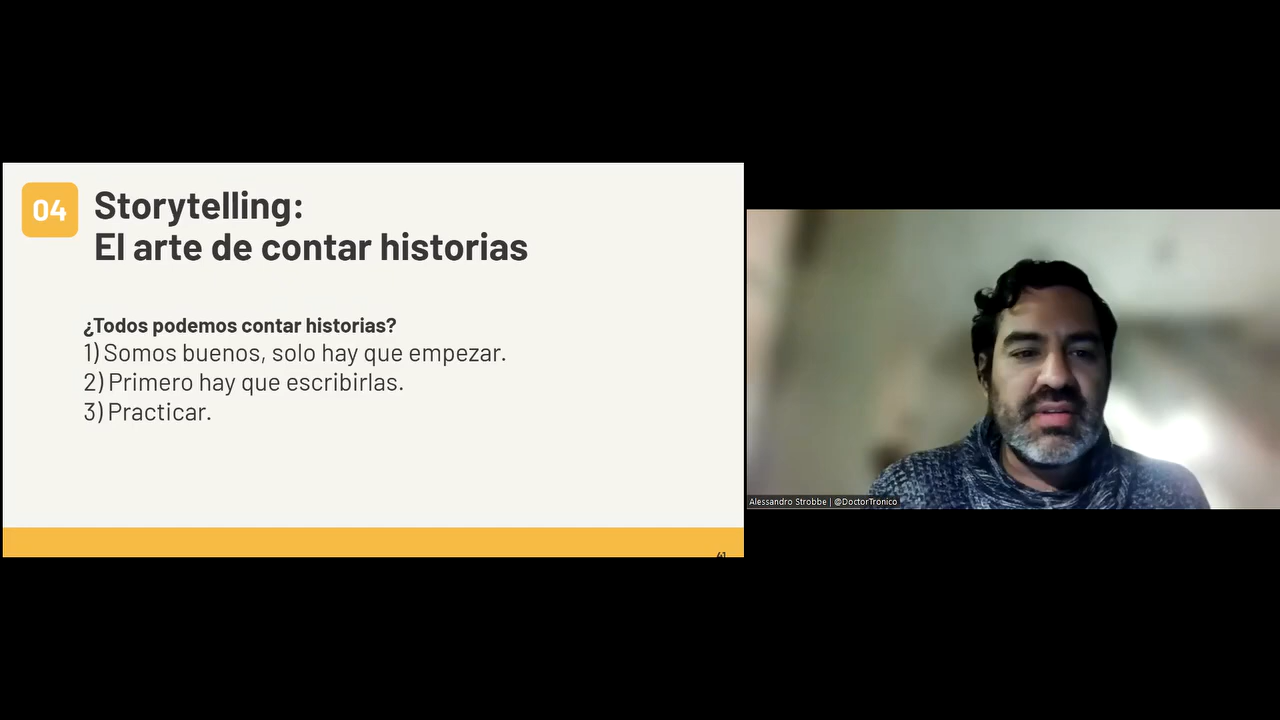 04
Storytelling:
El arte de contar historias
¿Todos podemos contar historias?
1) Somos buenos, solo hay que empezar.
2) Primero hay que escribirlas.
3) Practicar.
41
Alessandro Strobbe | @DoctorTronico